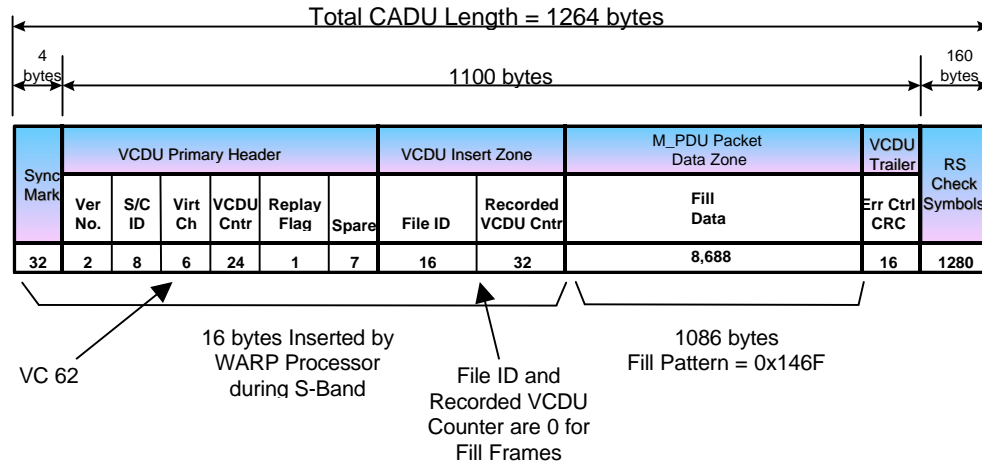 Total CADU Length = 1264 bytes
4
bytes
1100 bytes
160
bytes
Sync
Mark
VCDU Primary Header
VCDU Insert Zone
M_PDU Packet
Data Zone
VCDU
Trailer
RS
Check
Symbols
Ver
No.
S/C
ID
Virt
Ch
VCDU
Cntr
Replay
Flag
Spare
File ID
Recorded
VCDU Cntr
Fill
Data
Err Ctrl
CRC
32 2 8 6 24 1 7 16 32 8,688 16 1280
VC 62
16 bytes Inserted by
WARP Processor
during S-Band
File ID and
Recorded VCDU
Counter are 0 for
Fill Frames
1086 bytes
Fill Pattern = 0x146F